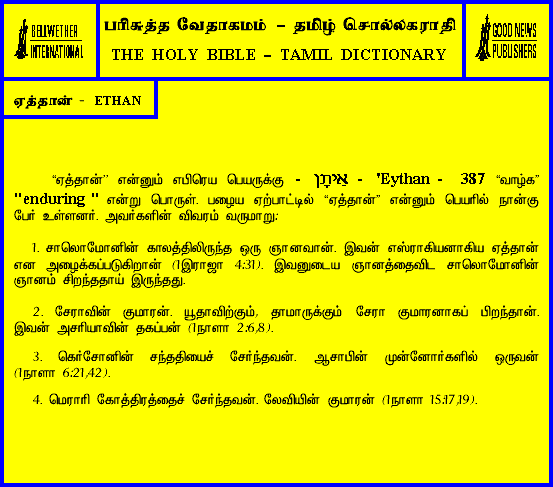 BELLWETHER
INTERNATIONAL
பரிசுத்த வேதாகமம் – தமிழ் சொல்லகராதி
THE HOLY BIBLE – TAMIL DICTIONARY
GOOD NEWS
PUBLISHERS
ஏத்தான் - ETHAN
“ஏத்தான்” என்னும் எபிரெய பெயருக்கு - אֵיתָן - 'Eythan - 387 “வாழ்க”
"enduring " என்று பொருள். பழைய ஏற்பாட்டில் “ஏத்தான்” என்னும் பெயரில் நான்கு
பேர் உள்ளனர். அவர்களின் விவரம் வருமாறு:
1. சாலொமோனின் காலத்திலிருந்த ஒரு ஞானவான். இவன் எஸ்ராகியனாகிய ஏத்தான்
என அழைக்கப்படுகிறான் (1இராஜா 4:31). இவனுடைய ஞானத்தைவிட சாலொமோனின்
ஞானம் சிறந்ததாய் இருந்தது.
2. சேராவின் குமாரன். யூதாவிற்கும், தாமாருக்கும் சேரா குமாரனாகப் பிறந்தான்.
இவன் அசரியாவின் தகப்பன் (1நாளா 2:6,8).
3. கெர்சோனின் சந்ததியைச் சேர்ந்தவன். ஆசாபின் முன்னோர்களில் ஒருவன்
(1நாளா 6:21,42).
4. மெராரி கோத்திரத்தைச் சேர்ந்தவன். லேவியின் குமாரன் (1நாளா 15:17,19).